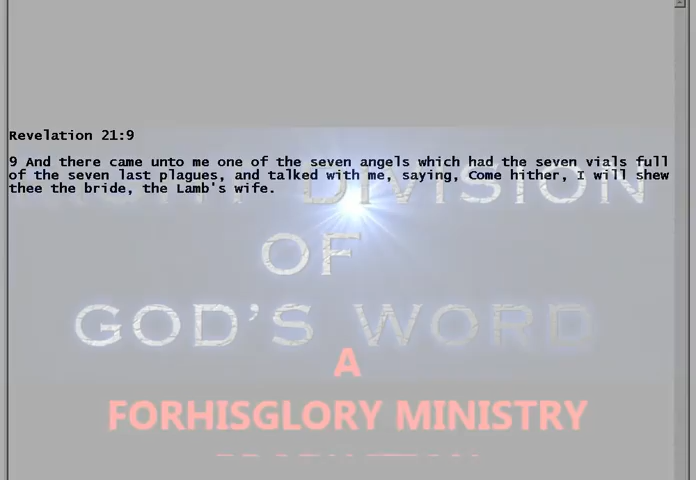 Revelation 21:9
9 And there came unto me one of the seven angels which had the seven vials full
of the seven last plagues, and talked with me, saying, Come hither, I will shew
thee the bride, the Lamb's wife.
DIVISION
OF
GOD'S WORD
A
FORHISGLORY MINISTRY